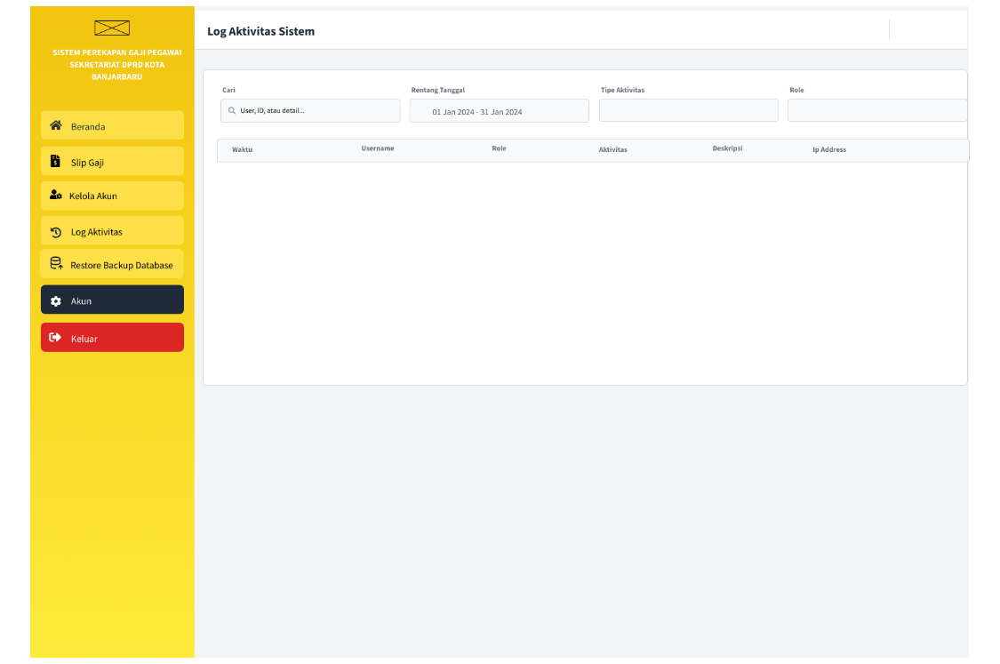 SISTEM PEREKAPAN GAJI PEGAWAI
SEKRETARIAT DPRD KOTA
BANJARBARU
Beranda
Slip Gaji
Kelola Akun
Log Aktivitas
Restore Backup Database
Akun
Keluar
Log Aktivitas Sistem
Cari Rentang Tanggal Tipe Aktivitas Role
User, ID, atau detail... 01 Jan 2024 - 31 Jan 2024
Waktu Username Role Aktivitas Deskripsi Ip Address